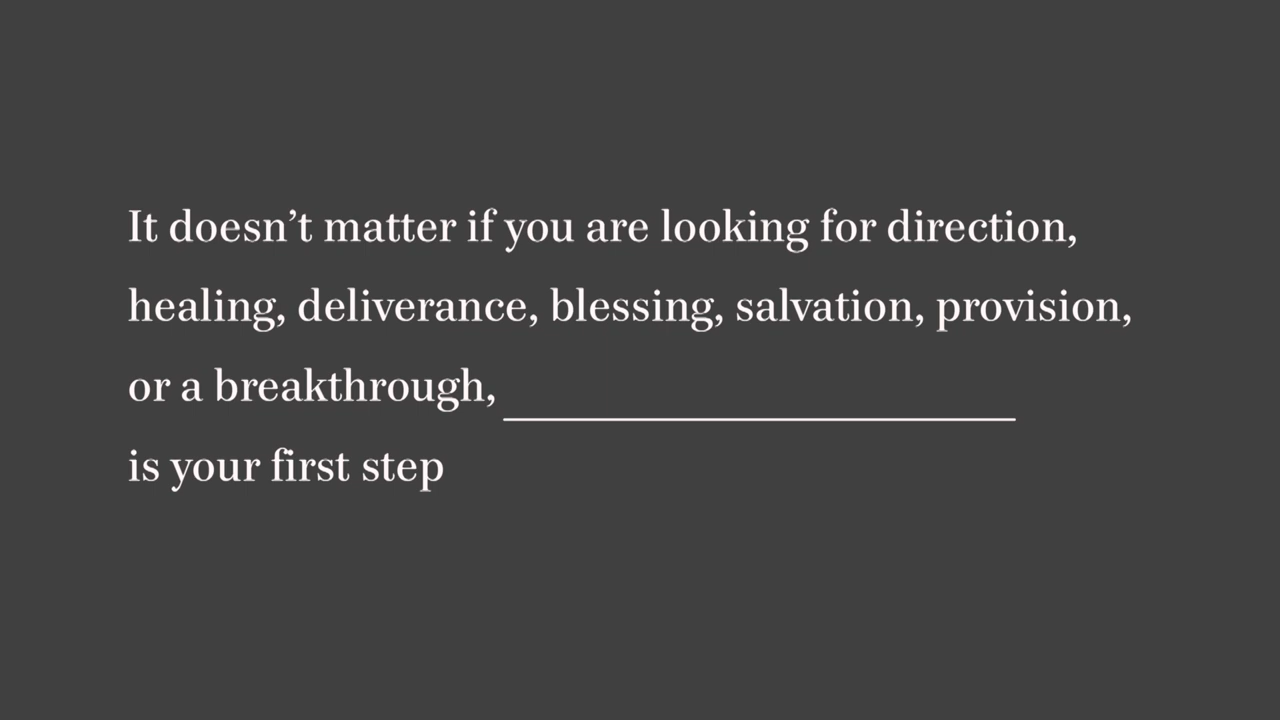 It doesn’t matter if you are looking for direction,
healing, deliverance, blessing, salvation, provision,
or a breakthrough, ____________________
is your first step